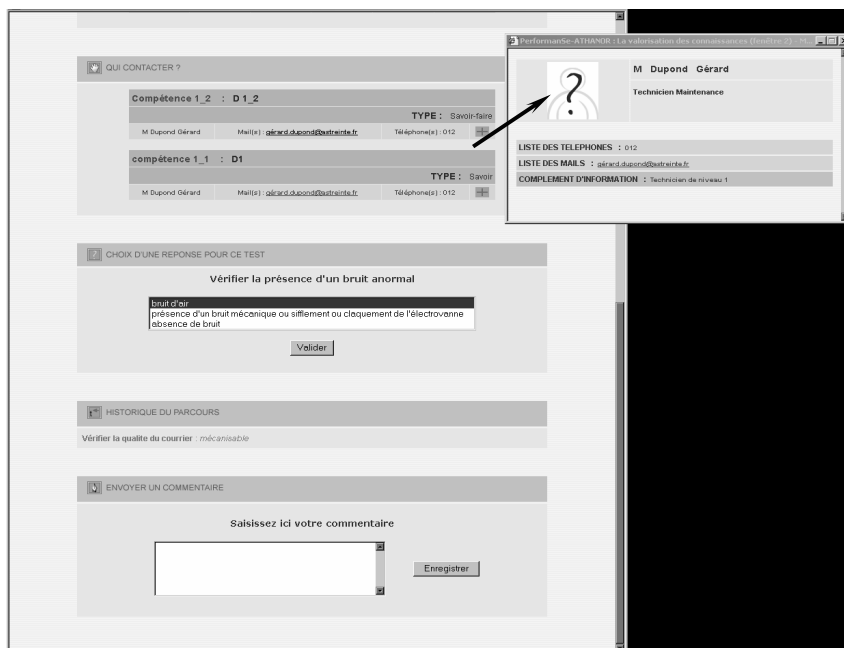 QUI CONTACTER ?
Compétence 1_2 : D 1_2
TYPE : Savoir-faire
M Dupond Gérard Mail(s) : gérard.dupond@astreinte.fr Téléphone(s) : 012
compétence 1_1 : D1
TYPE : Savoir
M Dupond Gérard Mail(s) : gérard.dupond@astreinte.fr Téléphone(s) : 012
PerformanSe-ATHANOR : La valorisation des connaissances (fenêtre 2) - M...
?
M Dupond Gérard
Technicien Maintenance
LISTE DES TELEPHONES : 012
LISTE DES MAILS : gérard.dupond@astreinte.fr
COMPLEMENT D'INFORMATION : Technicien de niveau 1
CHOIX D'UNE REPONSE POUR CE TEST
Vérifier la présence d'un bruit anormal
bruit d'air
présence d'un bruit mécanique ou sifflement ou claquement de l'électrovanne
absence de bruit
Valider
HISTORIQUE DU PARCOURS
Vérifier la qualite du courrier : mécanisable
ENVOYER UN COMMENTAIRE
Saisissez ici votre commentaire
Enregistrer